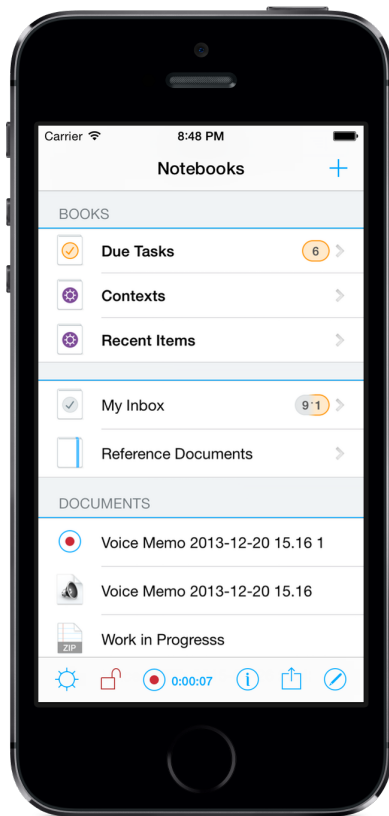 Carrier 8:48 PM
Notebooks
BOOKS
Due Tasks 6
Contexts
Recent Items
My Inbox 9 1
Reference Documents
DOCUMENTS
Voice Memo 2013-12-20 15.16 1
Voice Memo 2013-12-20 15.16
Work in Progresss
ZIP
0:00:07